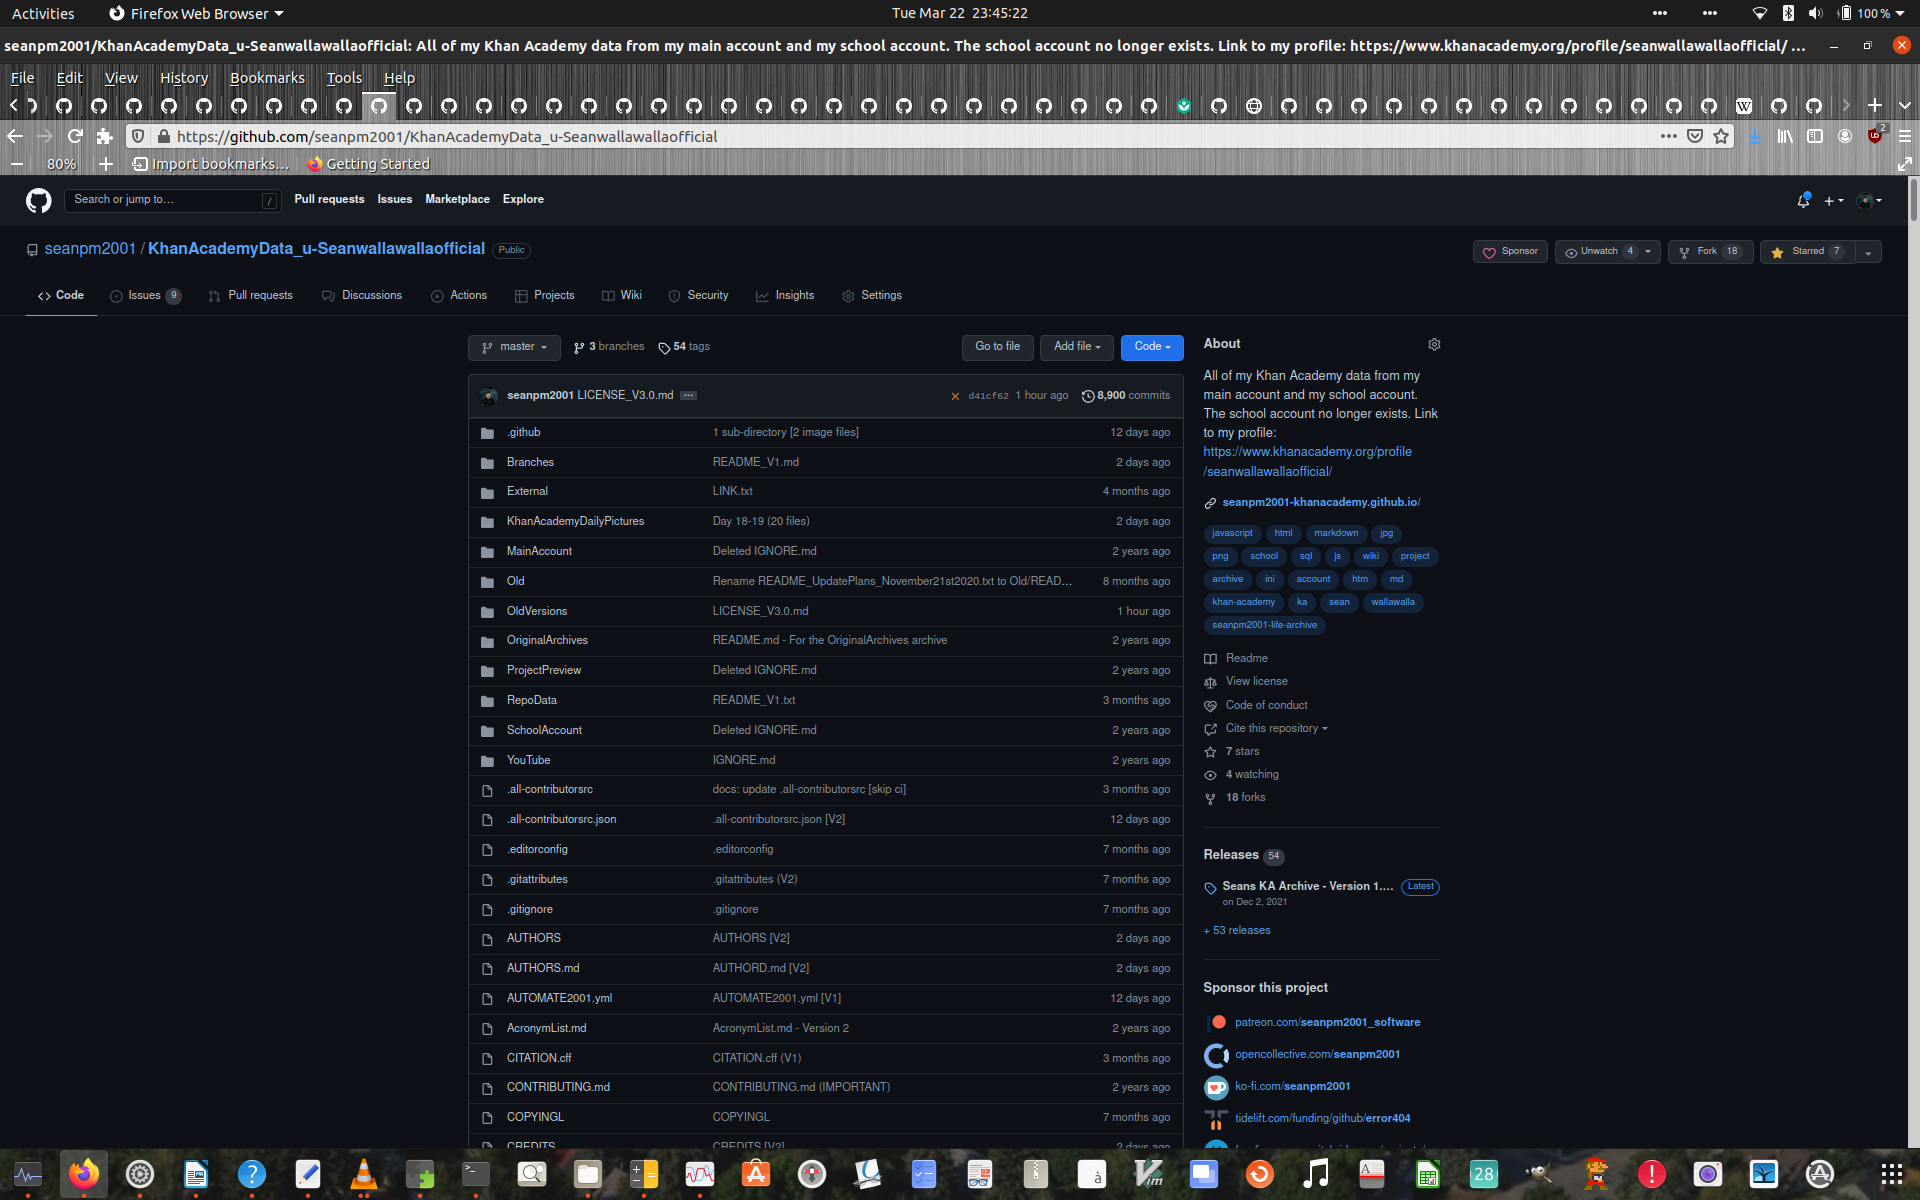 Activities
Firefox Web Browser
Tue Mar 22 23:45:22
100 %
seanpm2001/KhanAcademyData_u-Seanwallawallaofficial: All of my Khan Academy data from my main account and my school account. The school account no longer exists. Link to my profile: https://www.khanacademy.org/profile/seanwallawallaofficial/ ...
File Edit View History Bookmarks Tools Help
https://github.com/seanpm2001/KhanAcademyData_u-Seanwallawallaofficial
2
80%
Import bookmarks...
Getting Started
Search or jump to...
/
Pull requests Issues Marketplace Explore
seanpm2001 / KhanAcademyData_u-Seanwallawallaofficial Public
Sponsor
Unwatch 4
Fork 18
Starred 7
Code
Issues 9
Pull requests
Discussions
Actions
Projects
Wiki
Security
Insights
Settings
master
3 branches
54 tags
Go to file
Add file
Code
seanpm2001 LICENSE_V3.0.md ... d41cf62 1 hour ago 8,900 commits
.github 1 sub-directory [2 image files] 12 days ago
Branches README_V1.md 2 days ago
External LINK.txt 4 months ago
KhanAcademyDailyPictures Day 18-19 (20 files) 2 days ago
MainAccount Deleted IGNORE.md 2 years ago
Old Rename README_UpdatePlans_November21st2020.txt to Old/READ... 8 months ago
OldVersions LICENSE_V3.0.md 1 hour ago
OriginalArchives README.md - For the OriginalArchives archive 2 years ago
ProjectPreview Deleted IGNORE.md 2 years ago
RepoData README_V1.txt 3 months ago
SchoolAccount Deleted IGNORE.md 2 years ago
YouTube IGNORE.md 2 years ago
.all-contributorsrc docs: update .all-contributorsrc [skip ci] 3 months ago
.all-contributorsrc.json .all-contributorsrc.json [V2] 12 days ago
.editorconfig .editorconfig 7 months ago
.gitattributes .gitattributes (V2) 7 months ago
.gitignore .gitignore 7 months ago
AUTHORS AUTHORS [V2] 2 days ago
AUTHORS.md AUTHORD.md [V2] 2 days ago
AUTOMATE2001.yml AUTOMATE2001.yml [V1] 12 days ago
AcronymList.md AcronymList.md - Version 2 2 years ago
CITATION.cff CITATION.cff (V1) 3 months ago
CONTRIBUTING.md CONTRIBUTING.md (IMPORTANT) 2 years ago
COPYINGL COPYINGL 7 months ago
CREDITS CREDITS [V2] 2 days ago
About
All of my Khan Academy data from my
main account and my school account.
The school account no longer exists. Link
to my profile:
https://www.khanacademy.org/profile
/seanwallawallaofficial/
seanpm2001-khanacademy.github.io/
javascript html markdown jpg
png school sql js wiki project
archive ini account htm md
khan-academy ka sean wallawalla
seanpm2001-life-archive
Readme
View license
Code of conduct
Cite this repository
7 stars
4 watching
18 forks
Releases 54
Seans KA Archive - Version 1.... Latest
on Dec 2, 2021
+ 53 releases
Sponsor this project
patreon.com/seanpm2001_software
opencollective.com/seanpm2001
ko-fi.com/seanpm2001
tidelift.com/funding/github/error404
28